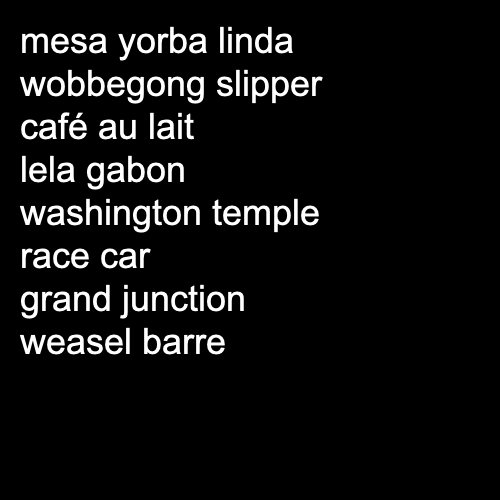 mesa yorba linda
wobbegong slipper
café au lait
lela gabon
washington temple
race car
grand junction
weasel barre